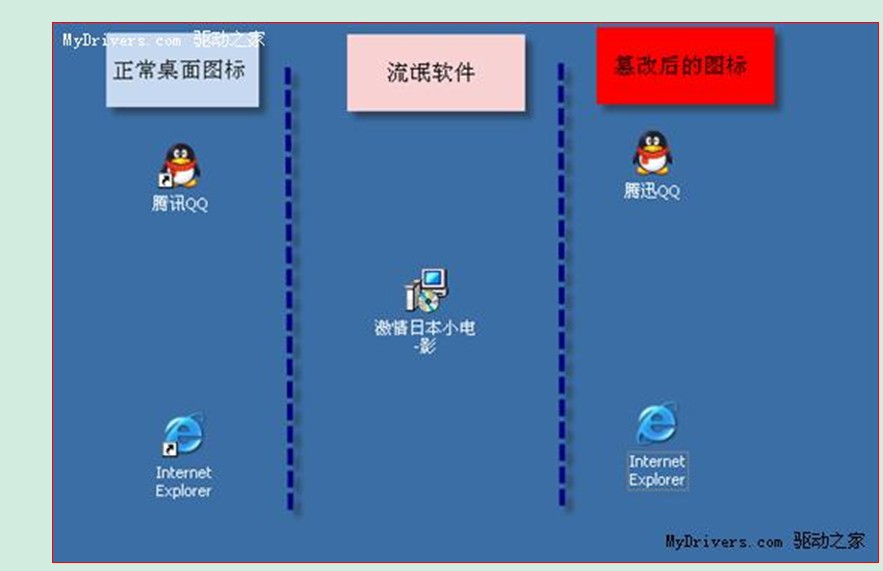 MyDrivers.com 驱动之家
正常桌面图标
流氓软件
篡改后的图标
腾讯QQ
腾迅QQ
激情日本小电
-影
Internet
Explorer
Internet
Explorer
MyDrivers.com 驱动之家